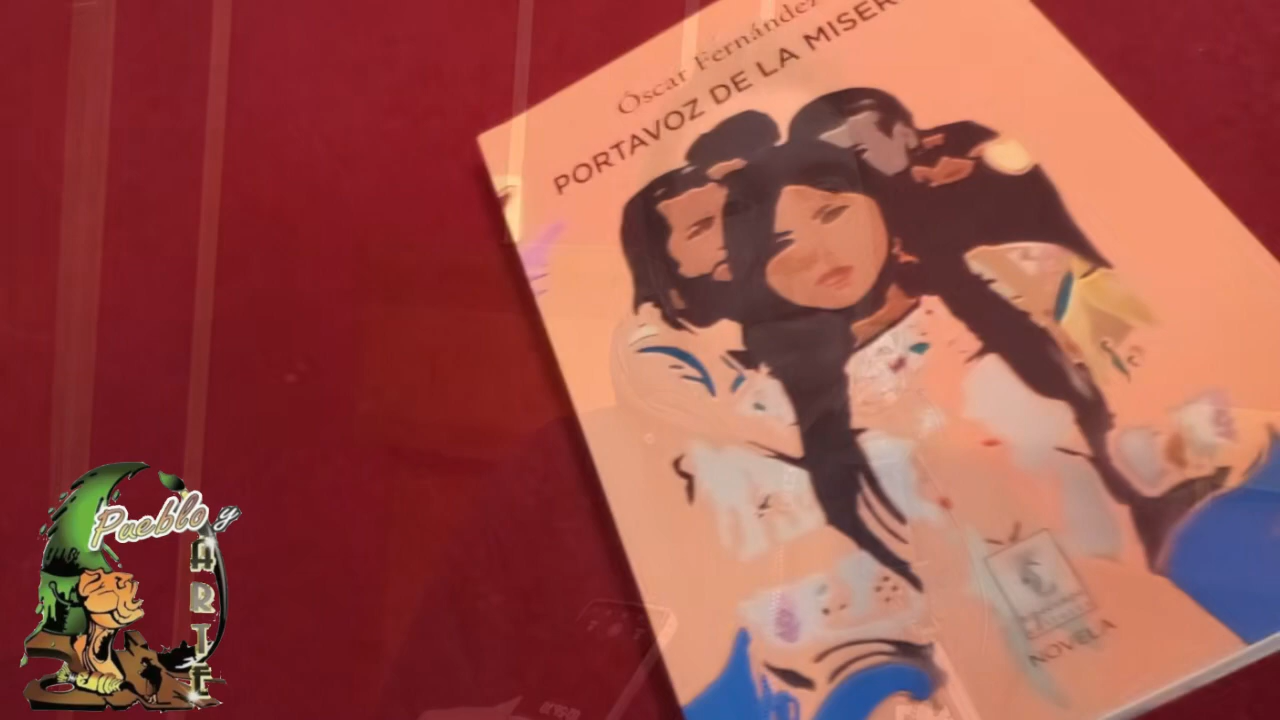 Óscar Fernández
PORTAVOZ DE LA MISER
NOVELA
Pueblo y
ARTE